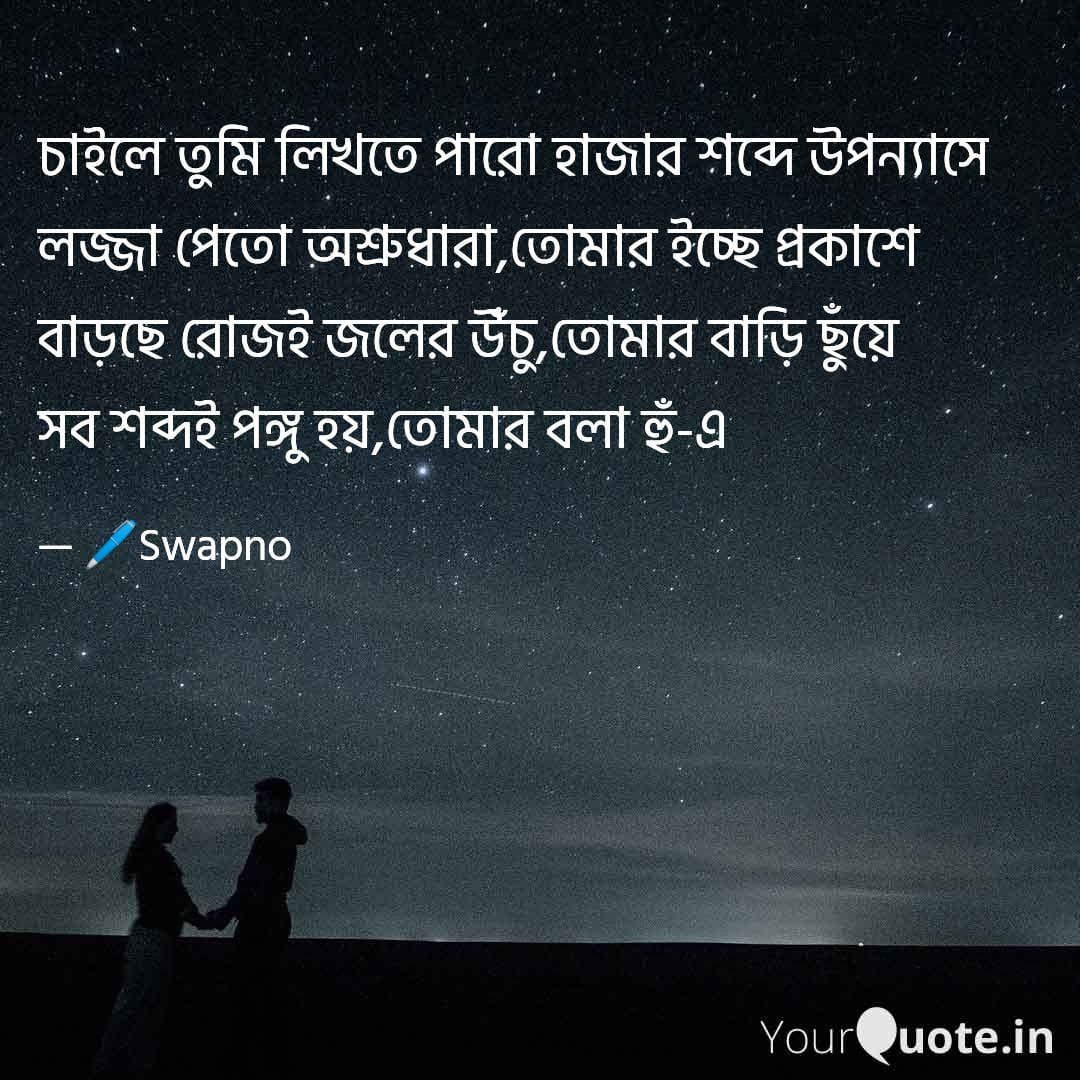 চাইলে তুমি লিখতে পারো হাজার শব্দে উপন্যাসে
লজ্জা পেতো অশ্রুধারা,তোমার ইচ্ছে প্রকাশে
বাড়ছে রোজই জলের উঁচু,তোমার বাড়ি ছুঁয়ে
সব শব্দই পঙ্গু হয়,তোমার বলা হুঁ-এ
— 🖊️Swapno
YourQuote.in